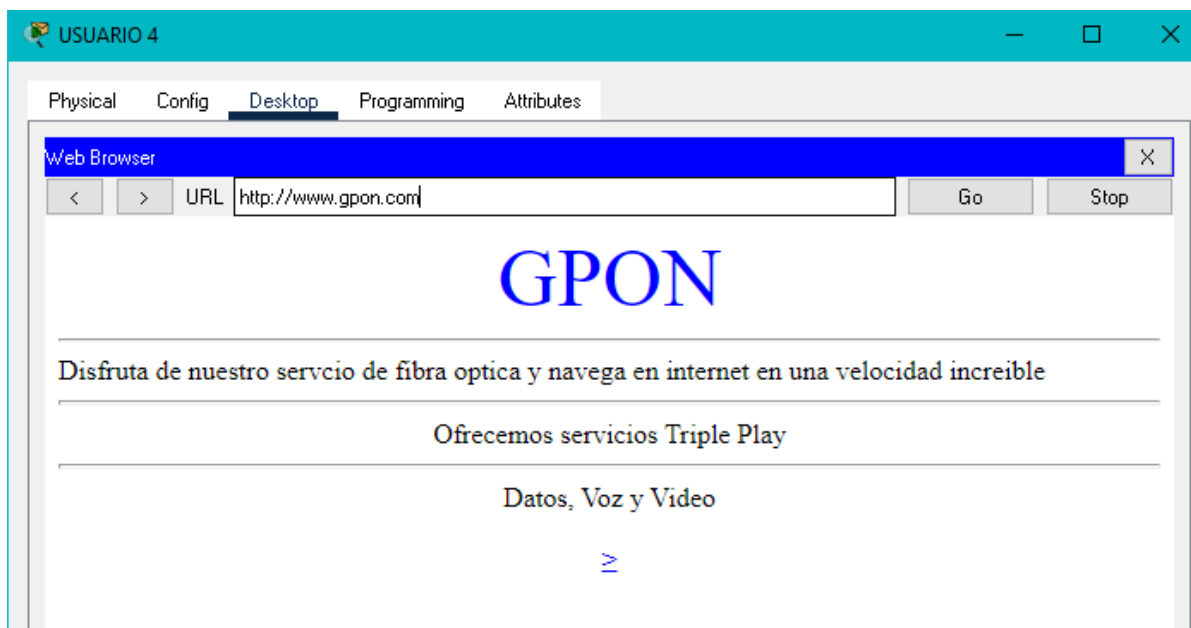 USUARIO 4
Physical Config Desktop Programming Attributes
Web Browser X
< > URL http://www.gpon.com Go Stop
GPON
Disfruta de nuestro servcio de fibra optica y navega en internet en una velocidad increible
Ofrecemos servicios Triple Play
Datos, Voz y Video
>